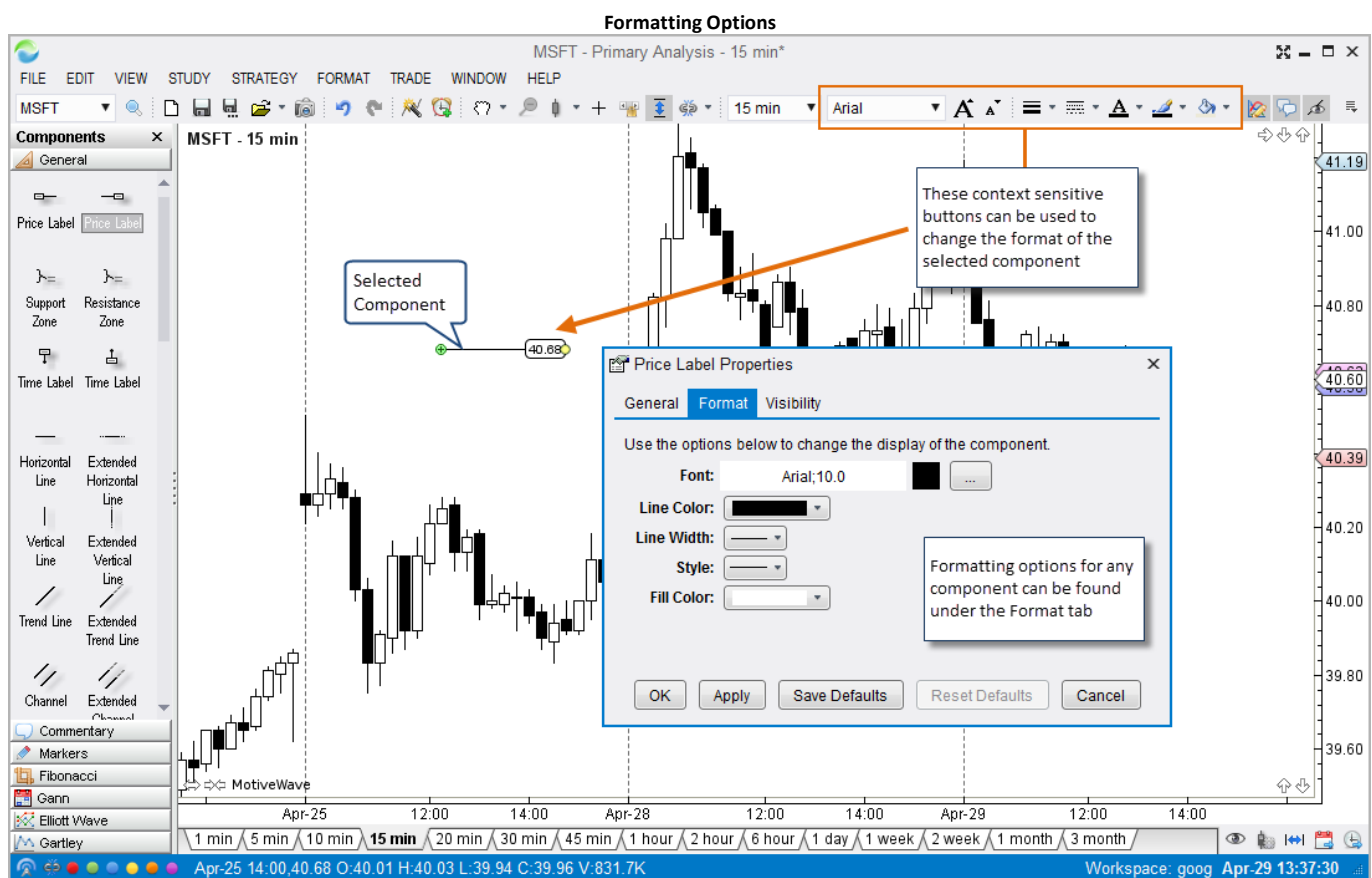 Formatting Options
MSFT - Primary Analysis - 15 min*
FILE EDIT VIEW STUDY STRATEGY FORMAT TRADE WINDOW HELP
MSFT 15 min Arial A A A
Components
MSFT - 15 min
General
41.19
These context sensitive
buttons can be used to
change the format of the
selected component
Price Label Price Label
41.00
Selected
Component
Support Zone
Resistance Zone
40.80
40.68
Time Label Time Label
Price Label Properties
40.60
General Format Visibility
Use the options below to change the display of the component.
Horizontal Line
Extended Horizontal Line
40.39
Font: Arial;10.0 ...
Line Color:
Vertical Line
Extended Vertical Line
40.20
Line Width:
Style:
Formatting options for any
component can be found
under the Format tab
Fill Color:
40.00
Trend Line
Extended Trend Line
39.80
Channel
Extended
OK Apply Save Defaults Reset Defaults Cancel
Commentary
Markers
39.60
Fibonacci
MotiveWave
Gann
Apr-25 12:00 14:00 Apr-28 12:00 14:00 Apr-29 12:00 14:00
Elliott Wave
Gartley
1 min 5 min 10 min 15 min 20 min 30 min 45 min 1 hour 2 hour 6 hour 1 day 1 week 2 week 1 month 3 month
Apr-25 14:00,40.68 O:40.01 H:40.03 L:39.94 C:39.96 V:831.7K
Workspace: goog Apr-29 13:37:30